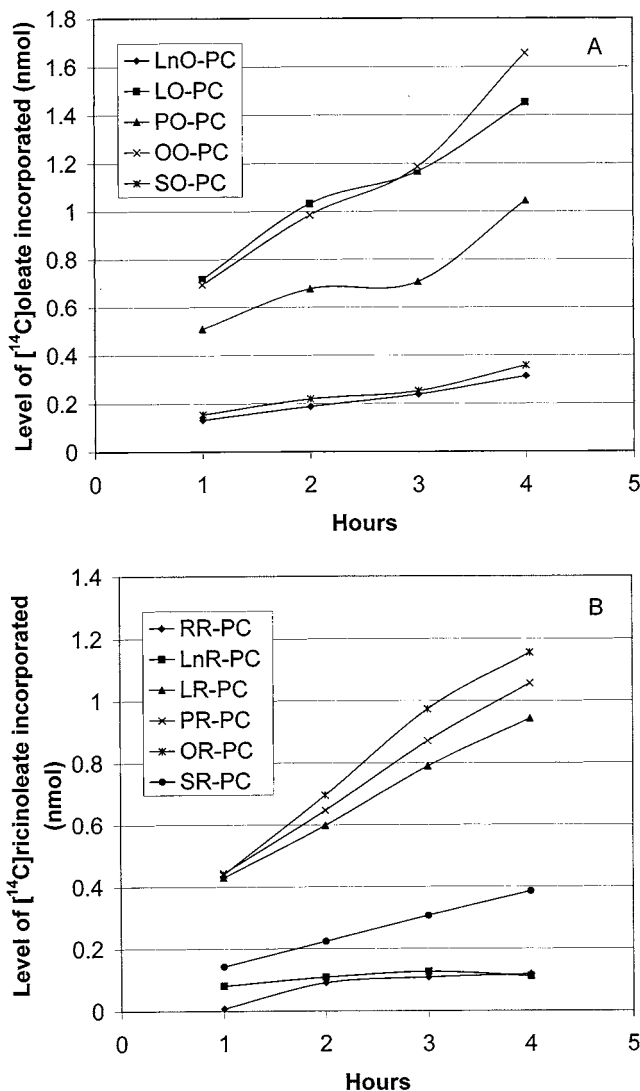 A
Level of [14C]oleate incorporated (nmol)
1.8
1.6
1.4
1.2
1
0.8
0.6
0.4
0.2
0
LnO-PC
LO-PC
PO-PC
OO-PC
SO-PC
0 1 2 3 4 5
Hours
B
Level of [14C]ricinoleate incorporated
(nmol)
1.4
1.2
1
0.8
0.6
0.4
0.2
0
RR-PC
LnR-PC
LR-PC
PR-PC
OR-PC
SR-PC
0 1 2 3 4 5
Hours